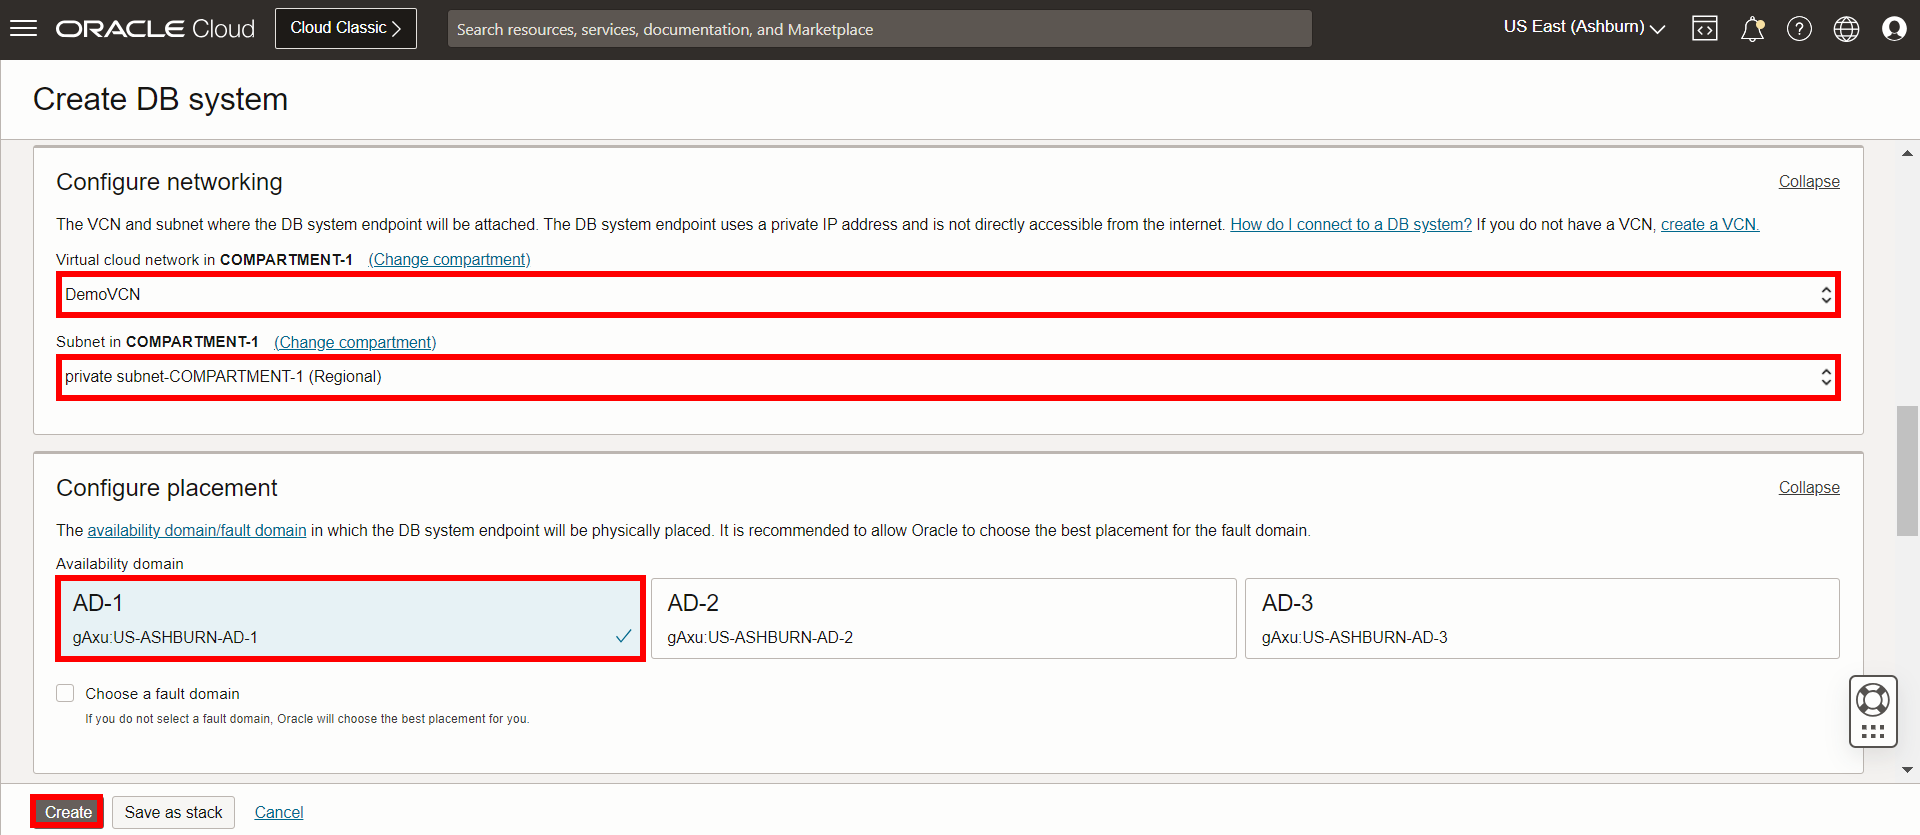 ORACLE Cloud
Cloud Classic
Search resources, services, documentation, and Marketplace
US East (Ashburn)
Create DB system
Configure networking
Collapse
The VCN and subnet where the DB system endpoint will be attached. The DB system endpoint uses a private IP address and is not directly accessible from the internet. How do I connect to a DB system? If you do not have a VCN, create a VCN.
Virtual cloud network in COMPARTMENT-1 (Change compartment)
DemoVCN
Subnet in COMPARTMENT-1 (Change compartment)
private subnet-COMPARTMENT-1 (Regional)
Configure placement
Collapse
The availability domain/fault domain in which the DB system endpoint will be physically placed. It is recommended to allow Oracle to choose the best placement for the fault domain.
Availability domain
AD-1
gAxu:US-ASHBURN-AD-1
AD-2
gAxu:US-ASHBURN-AD-2
AD-3
gAxu:US-ASHBURN-AD-3
Choose a fault domain
If you do not select a fault domain, Oracle will choose the best placement for you.
Create
Save as stack
Cancel